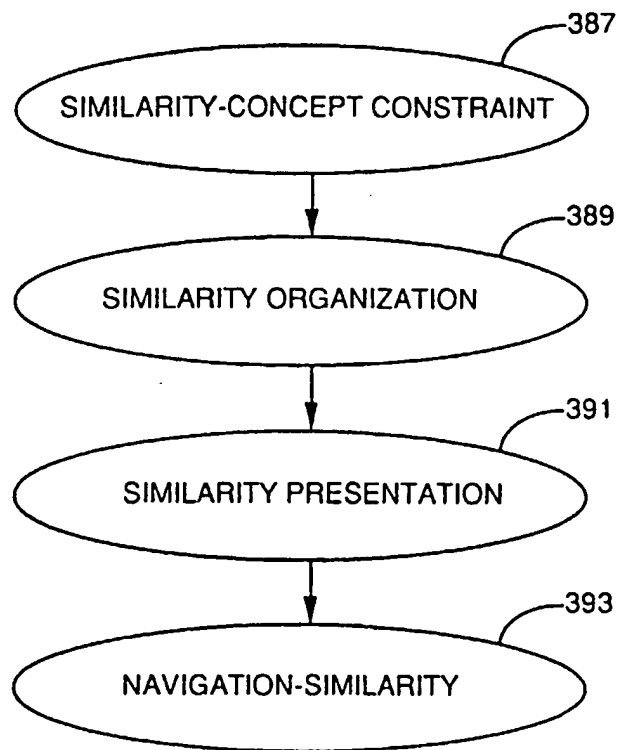 387
SIMILARITY-CONCEPT CONSTRAINT
389
SIMILARITY ORGANIZATION
391
SIMILARITY PRESENTATION
393
NAVIGATION-SIMILARITY